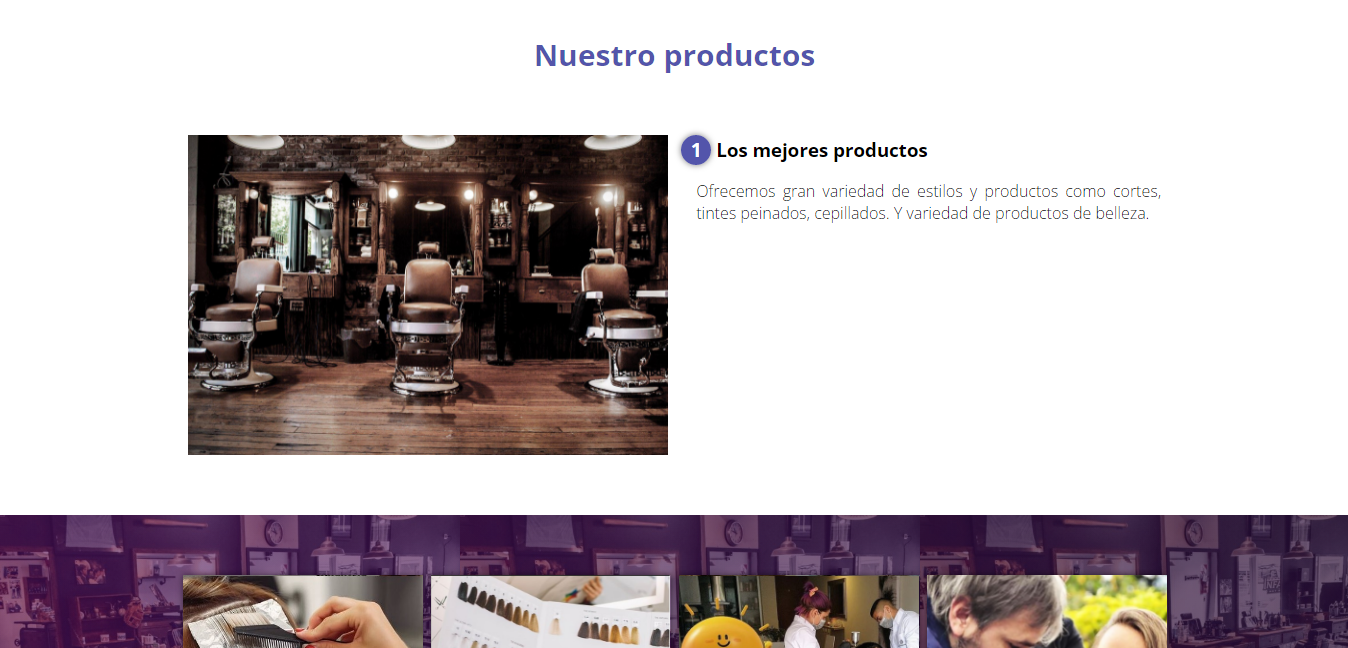 Nuestro productos
1 Los mejores productos
Ofrecemos gran variedad de estilos y productos como cortes,
tintes peinados, cepillados. Y variedad de productos de belleza.